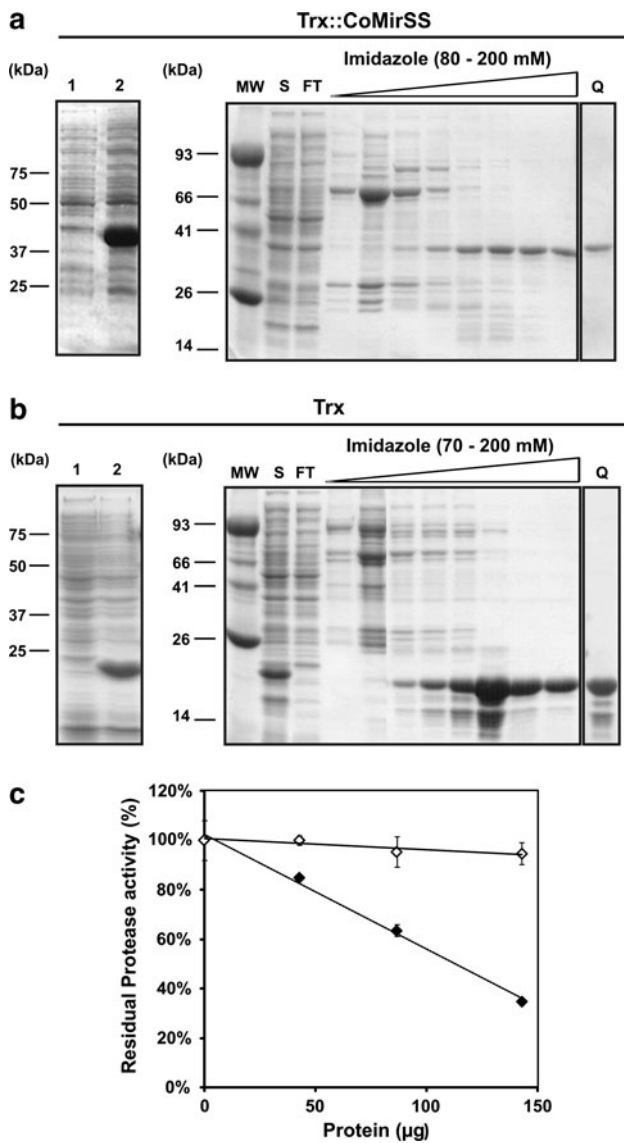 a
Trx::CoMirSS
(kDa) 1 2
(kDa) MW S FT Imidazole (80 - 200 mM) Q
75
50
37
25
93
66
41
26
14
b
Trx
(kDa) 1 2
(kDa) MW S FT Imidazole (70 - 200 mM) Q
75
50
37
25
93
66
41
26
14
c
Residual Protease activity (%)
120%
100%
80%
60%
40%
20%
0%
0 50 100 150
Protein (µg)